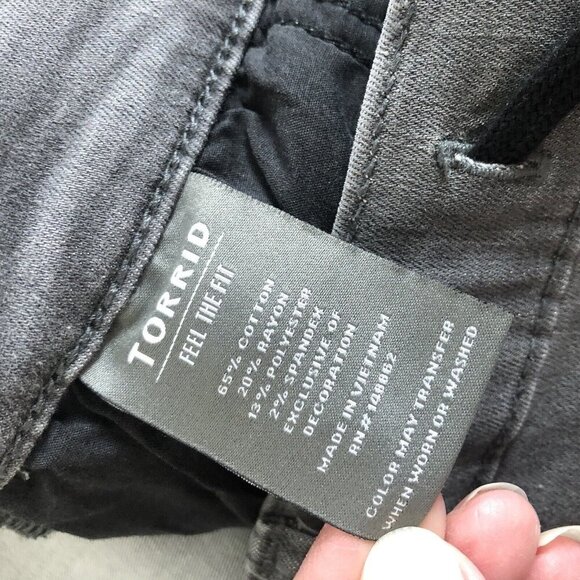 TORRID
FEEL THE FIT
65% COTTON
20% RAYON
13% POLYESTER
2% SPANDEX
EXCLUSIVE OF
DECORATION
MADE IN VIETNAM
RN# 148662
COLOR MAY TRANSFER
WHEN WORN OR WASHED